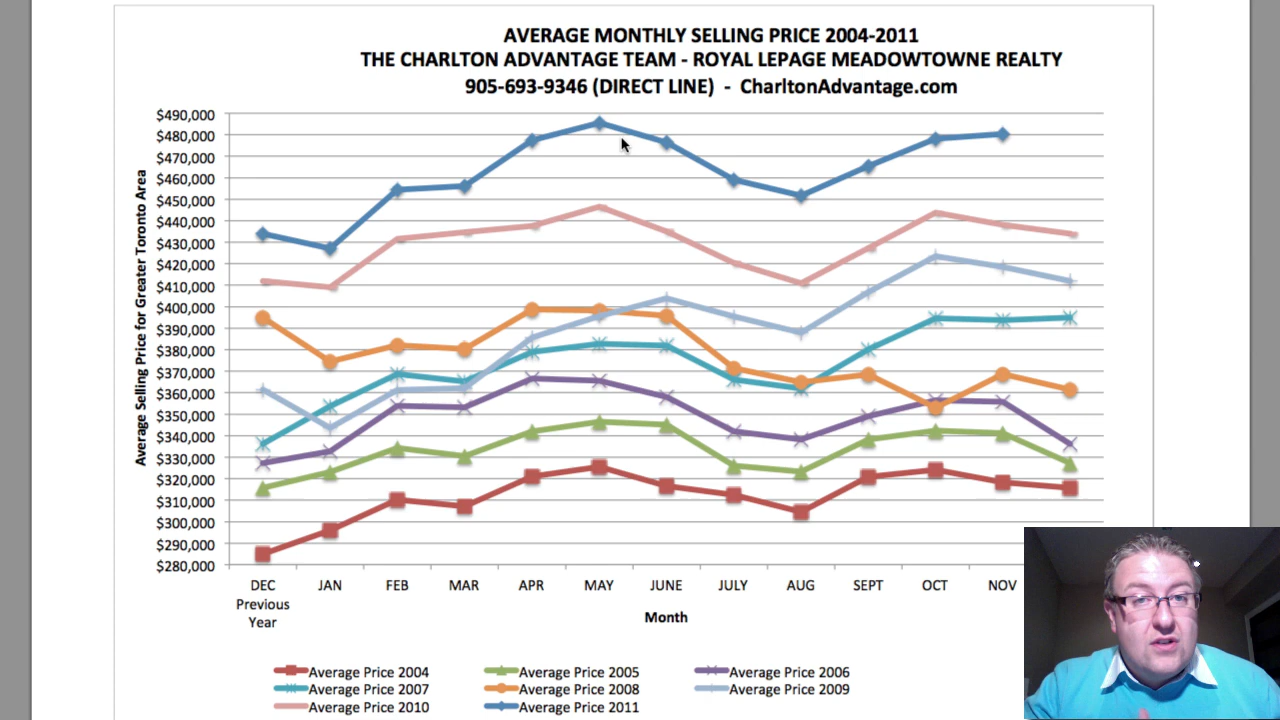 AVERAGE MONTHLY SELLING PRICE 2004-2011
THE CHARLTON ADVANTAGE TEAM - ROYAL LEPAGE MEADOWTOWNE REALTY
905-693-9346 (DIRECT LINE) - CharltonAdvantage.com
Average Selling Price for Greater Toronto Area
$490,000
$480,000
$470,000
$460,000
$450,000
$440,000
$430,000
$420,000
$410,000
$400,000
$390,000
$380,000
$370,000
$360,000
$350,000
$340,000
$330,000
$320,000
$310,000
$300,000
$290,000
$280,000
DEC JAN FEB MAR APR MAY JUNE JULY AUG SEPT OCT NOV
Previous
Year
Month
Average Price 2004 Average Price 2005 Average Price 2006
Average Price 2007 Average Price 2008 Average Price 2009
Average Price 2010 Average Price 2011